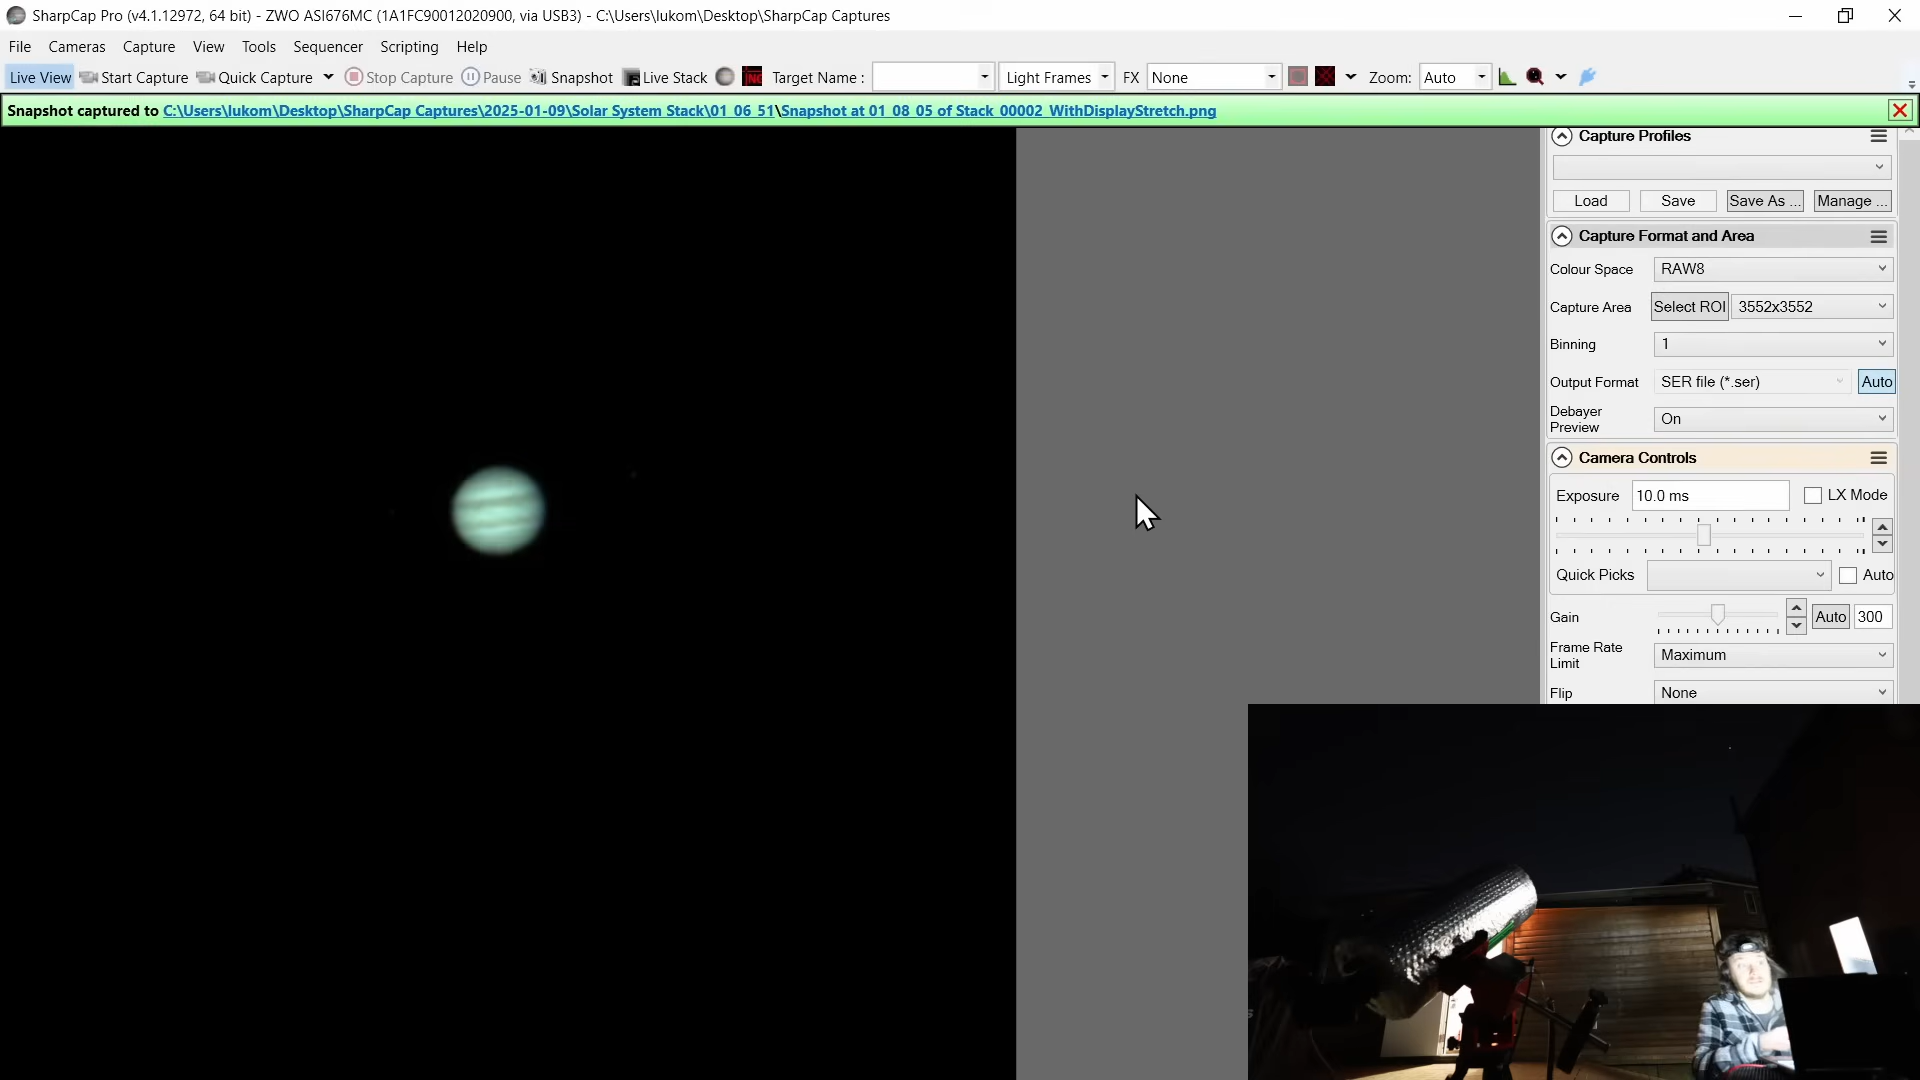 SharpCap Pro (v4.1.12972, 64 bit) - ZWO ASI676MC (1A1FC90012020900, via USB3) - C:\Users\lukom\Desktop\SharpCap Captures
File Cameras Capture View Tools Sequencer Scripting Help
Live View Start Capture Quick Capture Stop Capture Pause Snapshot Live Stack Target Name : Light Frames FX None Zoom: Auto
Snapshot captured to C:\Users\lukom\Desktop\SharpCap Captures\2025-01-09\Solar System Stack\01_06_51\Snapshot at 01_08_05 of Stack_00002_WithDisplayStretch.png
Capture Profiles
Load Save Save As ... Manage ...
Capture Format and Area
Colour Space RAW8
Capture Area Select ROI 3552x3552
Binning 1
Output Format SER file (*.ser) Auto
Debayer Preview On
Camera Controls
Exposure 10.0 ms LX Mode
Quick Picks Auto
Gain Auto 300
Frame Rate Limit Maximum
Flip None